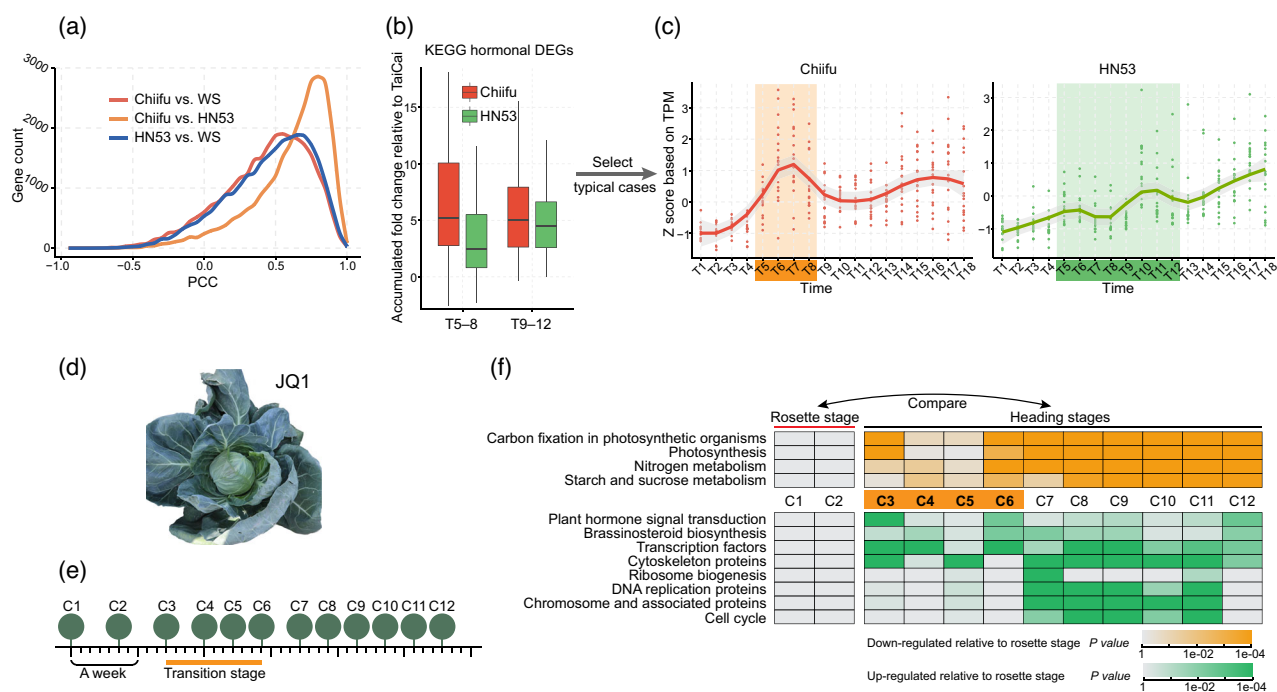 (a)
3000
2000
1000
0
Gene count
Chiifu vs. WS
Chiifu vs. HN53
HN53 vs. WS
−1.0 −0.5 0.0 0.5 1.0
PCC
(b)
KEGG hormonal DEGs
Accumulated fold change relative to TaiCai
15
10
5
0
Chiifu
HN53
T5–8 T9–12
Select
typical cases
(c)
Chiifu
Z score based on TPM
3
2
1
0
−1
T1 T2 T3 T4 T5 T6 T7 T8 T9 T10 T11 T12 T13 T14 T15 T16 T17 T18
Time
HN53
3
2
1
0
−1
T1 T2 T3 T4 T5 T6 T7 T8 T9 T10 T11 T12 T13 T14 T15 T16 T17 T18
Time
(d)
JQ1
(e)
C1 C2 C3 C4 C5 C6 C7 C8 C9 C10 C11 C12
A week Transition stage
(f)
Compare
Rosette stage Heading stages
Carbon fixation in photosynthetic organisms
Photosynthesis
Nitrogen metabolism
Starch and sucrose metabolism
C1 C2 C3 C4 C5 C6 C7 C8 C9 C10 C11 C12
Plant hormone signal transduction
Brassinosteroid biosynthesis
Transcription factors
Cytoskeleton proteins
Ribosome biogenesis
DNA replication proteins
Chromosome and associated proteins
Cell cycle
Down-regulated relative to rosette stage P value
1 1e-02 1e-04
Up-regulated relative to rosette stage P value
1 1e-02 1e-04